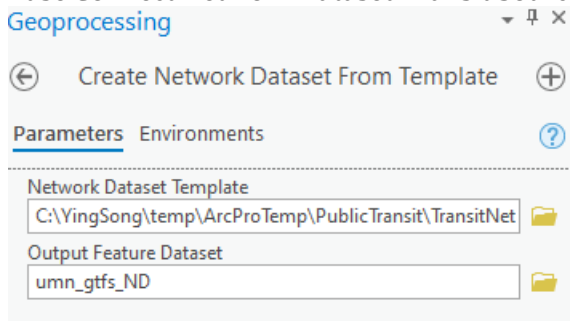 Geoprocessing
Create Network Dataset From Template
Parameters Environments
Network Dataset Template
C:\YingSong\temp\ArcProTemp\PublicTransit\TransitNet
Output Feature Dataset
umn_gtfs_ND